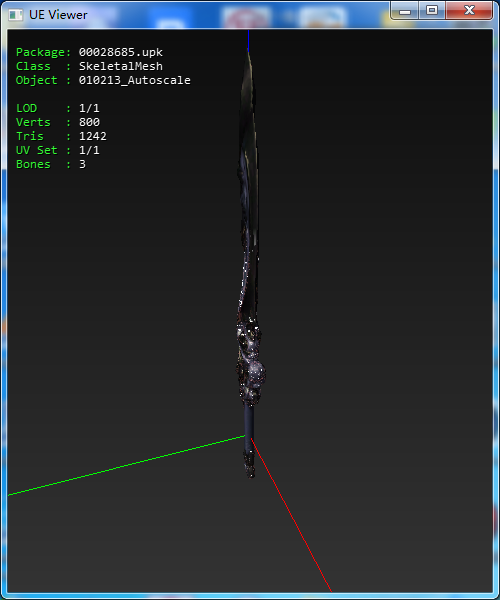 UE Viewer
Package: 00028685.upk
Class : SkeletalMesh
Object : 010213_Autoscale
LOD : 1/1
Verts : 800
Tris : 1242
UV Set : 1/1
Bones : 3